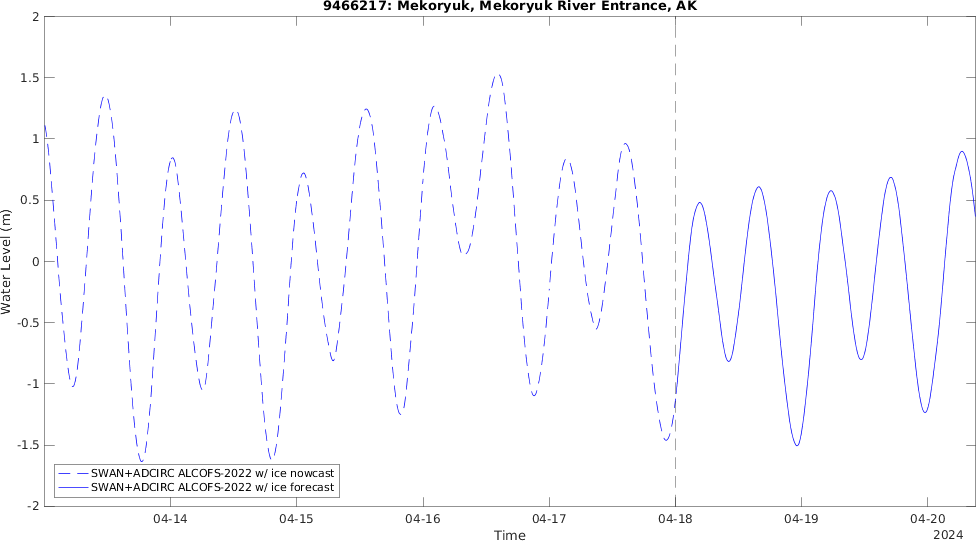 9466217: Mekoryuk, Mekoryuk River Entrance, AK
2
1.5
1
0.5
0
-0.5
-1
-1.5
-2
Water Level (m)
SWAN+ADCIRC ALCOFS-2022 w/ ice nowcast
SWAN+ADCIRC ALCOFS-2022 w/ ice forecast
04-14 04-15 04-16 04-17 04-18 04-19 04-20
Time
2024